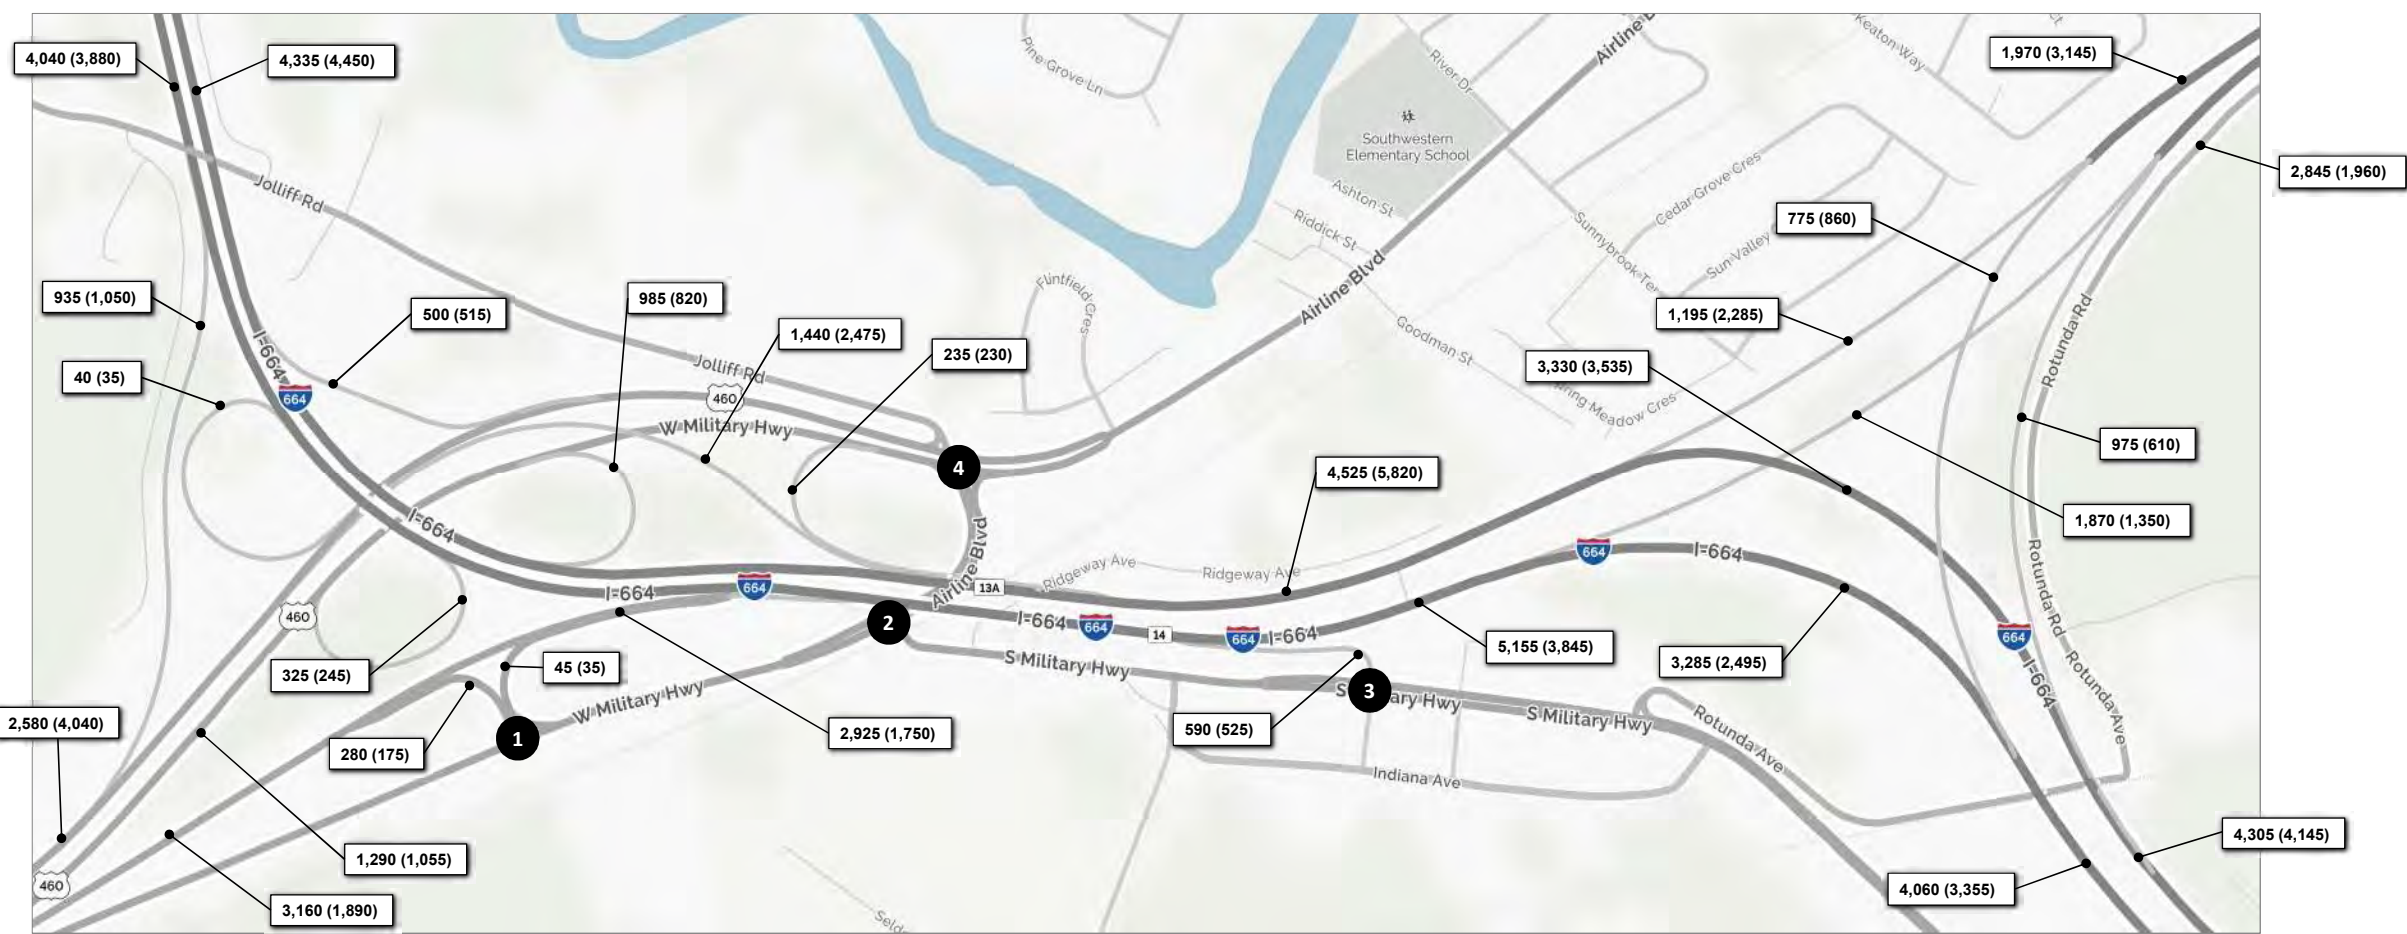 4,040 (3,880)
4,335 (4,450)
Pine Grove Ln
River Dr
Keaton Way
Ct
1,970 (3,145)
Southwestern
Elementary School
2,845 (1,960)
Jolliff Rd
Ashton St
Riddick St
Cedar Grove Cres
775 (860)
Sun Valley
Sunnybrook Ter
935 (1,050)
500 (515)
985 (820)
1,440 (2,475)
235 (230)
Flintfield Cres
Airline Blvd
Goodman St
1,195 (2,285)
3,330 (3,535)
Rotunda Rd
40 (35)
I-664
664
Jolliff Rd
460
W Military Hwy
4
975 (610)
4,525 (5,820)
1,870 (1,350)
I-664
Airline Blvd
Ridgeway Ave
Ridgeway Ave
664
I-664
Rotunda Rd
I-664
664
13A
460
2
I-664
664
14
664
I-664
664
I-664
325 (245)
45 (35)
S Military Hwy
5,155 (3,845)
3,285 (2,495)
Rotunda Ave
W Military Hwy
3
S Military Hwy
2,580 (4,040)
280 (175)
1
2,925 (1,750)
590 (525)
Rotunda Ave
Indiana Ave
1,290 (1,055)
460
3,160 (1,890)
4,305 (4,145)
4,060 (3,355)